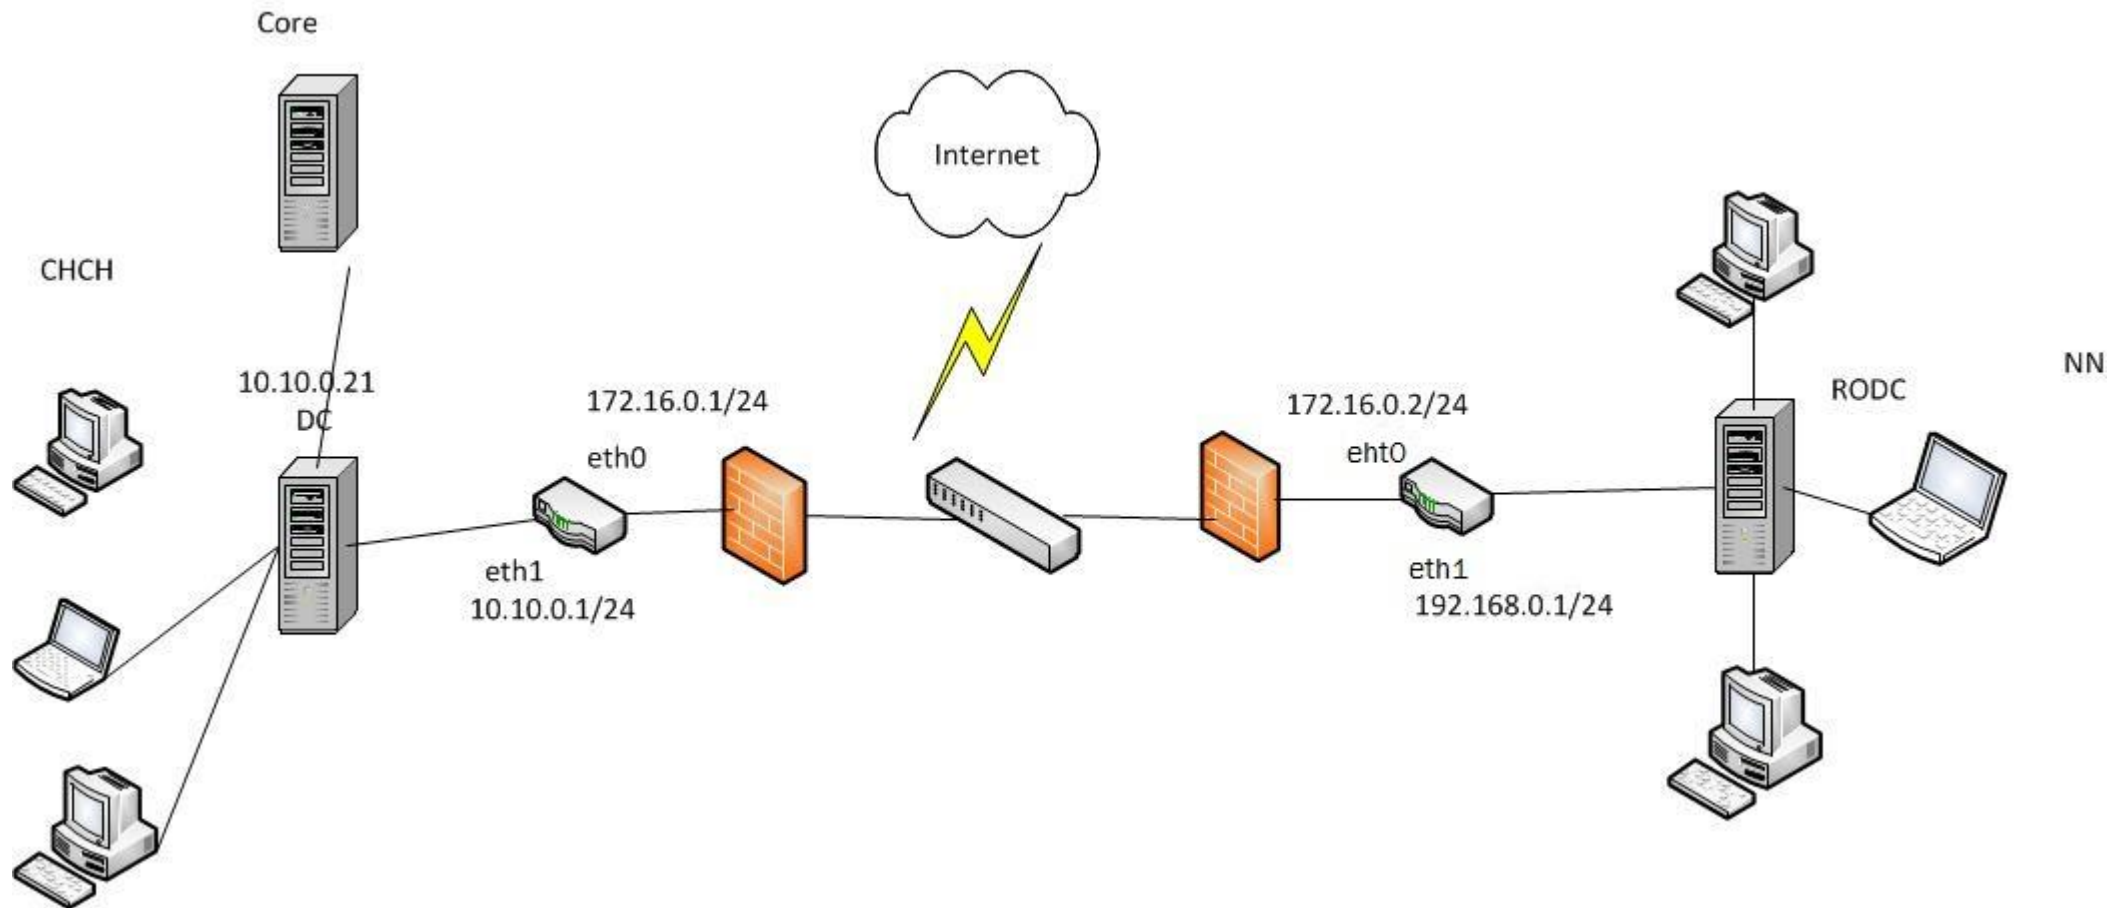 Core
Internet
CHCH
NN
10.10.0.21
DC
172.16.0.1/24
eth0
172.16.0.2/24
eht0
RODC
eth1
10.10.0.1/24
eth1
192.168.0.1/24